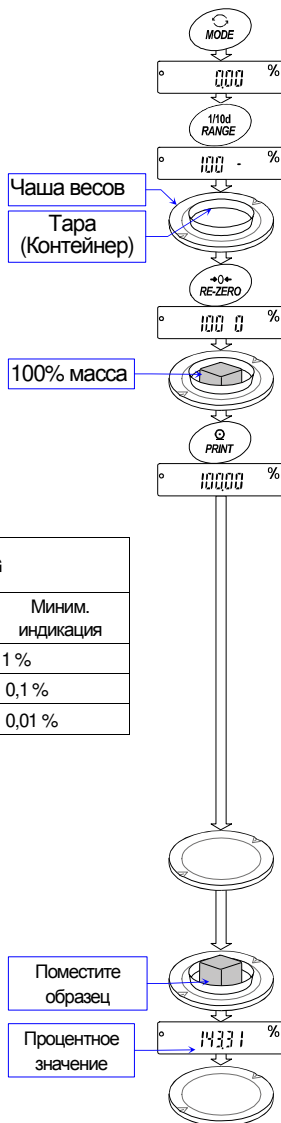 MODE
0,00 %
1/10d
RANGE
100 - %
Чаша весов
Тара
(Контейнер)
→0←
RE-ZERO
100 0 %
100% масса
PRINT
100,00 %
Миним.
индикация
1 %
0,1 %
0,01 %
Поместите
образец
Процентное
значение
143,31 %